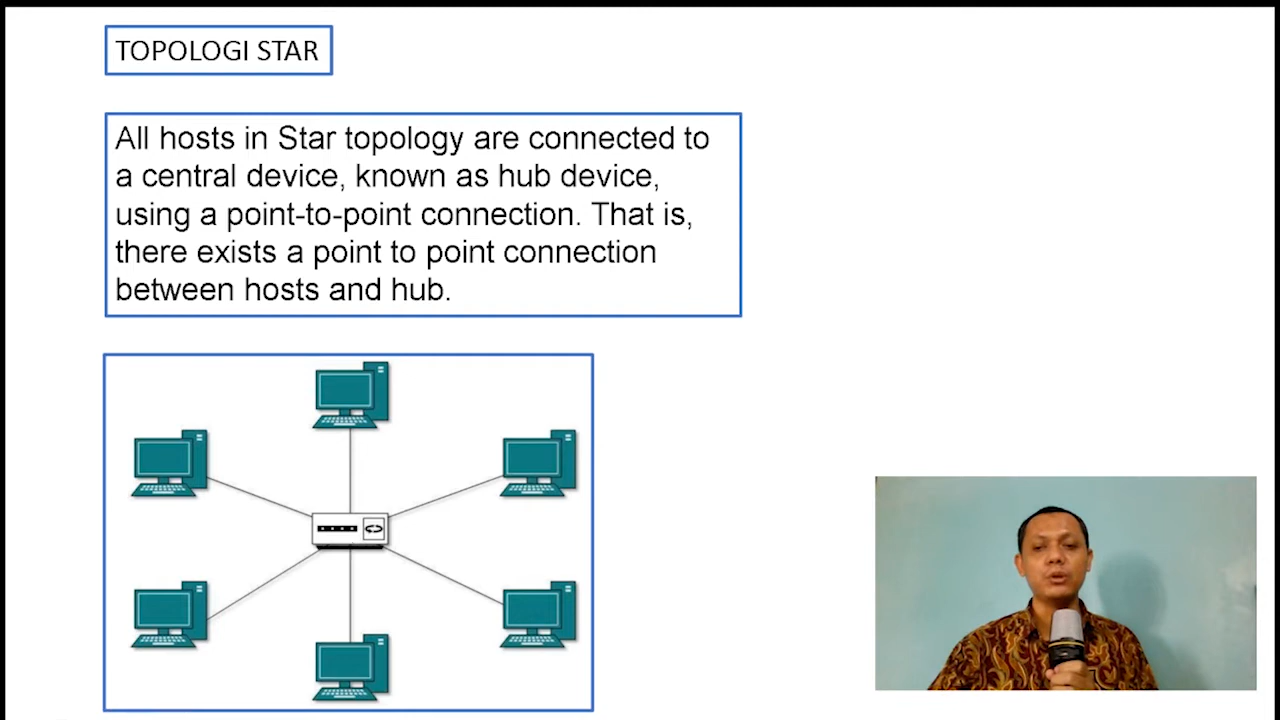 TOPOLOGI STAR
All hosts in Star topology are connected to
a central device, known as hub device,
using a point-to-point connection. That is,
there exists a point to point connection
between hosts and hub.